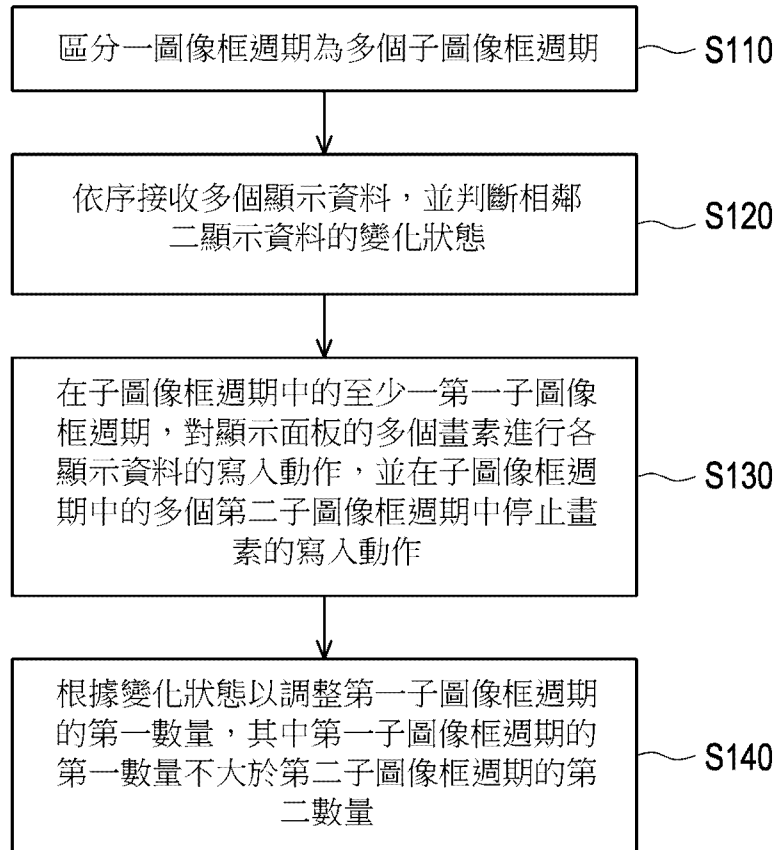 區分一圖像框週期為多個子圖像框週期
S110
依序接收多個顯示資料，並判斷相鄰
二顯示資料的變化狀態
S120
在子圖像框週期中的至少一第一子圖像
框週期，對顯示面板的多個畫素進行各
顯示資料的寫入動作，並在子圖像框週
期中的多個第二子圖像框週期中停止畫
素的寫入動作
S130
根據變化狀態以調整第一子圖像框週期
的第一數量，其中第一子圖像框週期的
第一數量不大於第二子圖像框週期的第
二數量
S140